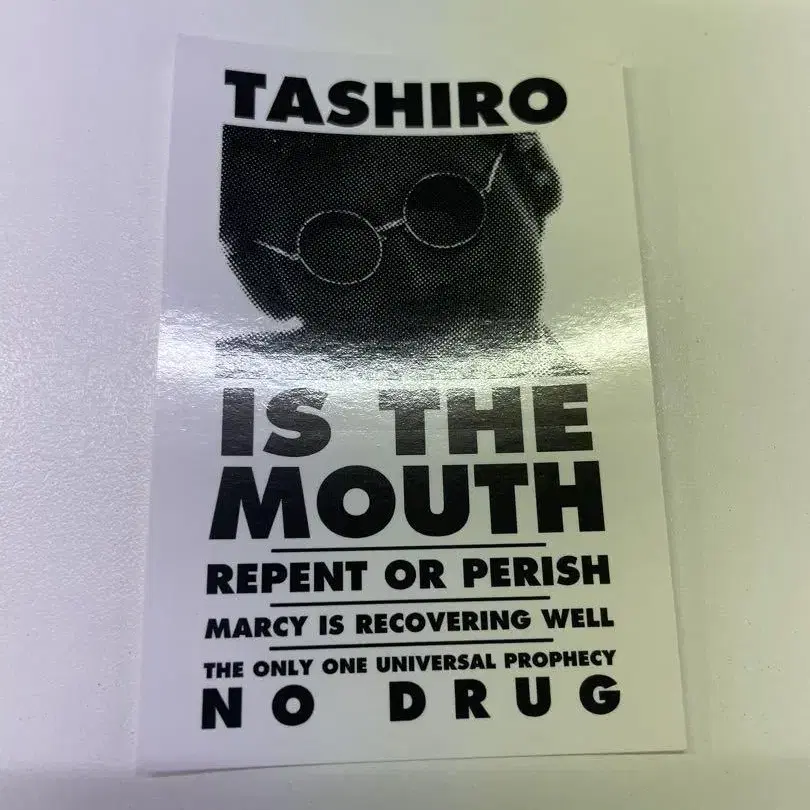 TASHIRO
IS THE
MOUTH
REPENT OR PERISH
MARCY IS RECOVERING WELL
THE ONLY ONE UNIVERSAL PROPHECY
NO DRUG